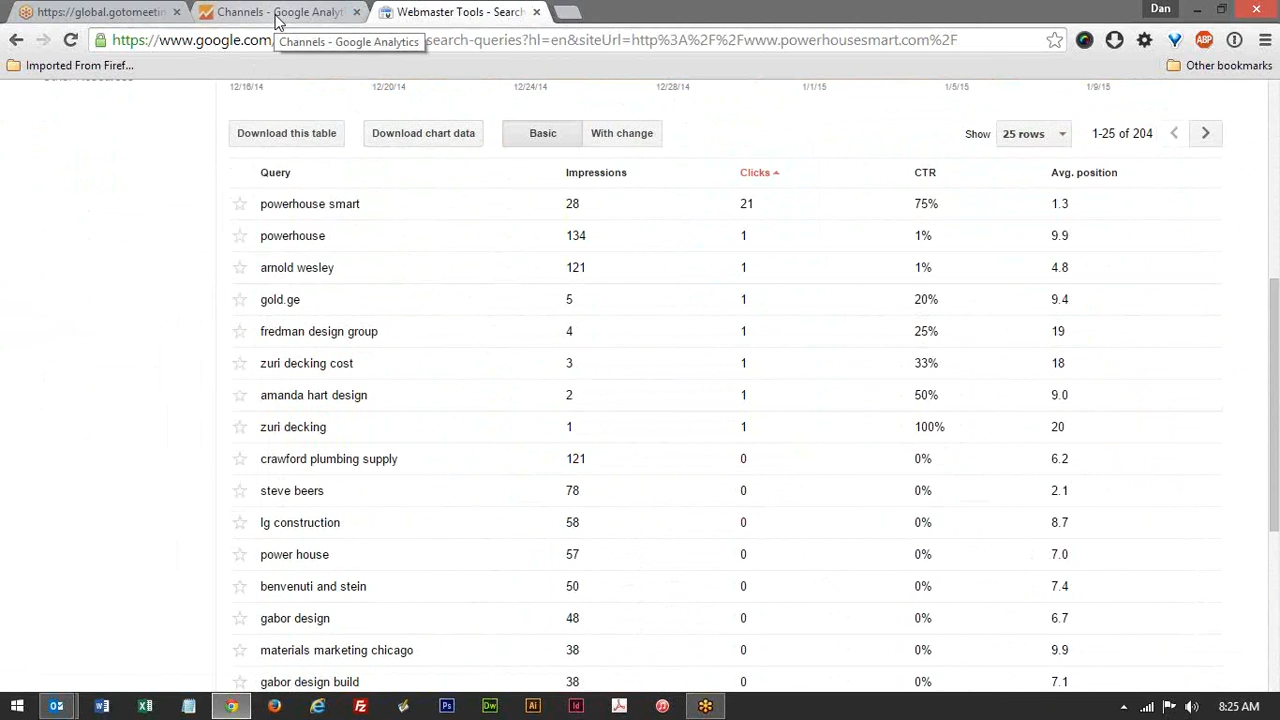 https://global.gotomeetin
Channels - Google Analyt
Webmaster Tools - Search
Dan
https://www.google.com
search-queries?hl=en&siteUrl=http%3A%2F%2Fwww.powerhousesmart.com%2F
Channels - Google Analytics
Imported From Firef...
Other bookmarks
12/16/14 12/20/14 12/24/14 12/28/14 1/1/15 1/5/15 1/9/15
Download this table Download chart data Basic With change Show 25 rows 1-25 of 204
Query Impressions Clicks CTR Avg. position
powerhouse smart 28 21 75% 1.3
powerhouse 134 1 1% 9.9
arnold wesley 121 1 1% 4.8
gold.ge 5 1 20% 9.4
fredman design group 4 1 25% 19
zuri decking cost 3 1 33% 18
amanda hart design 2 1 50% 9.0
zuri decking 1 1 100% 20
crawford plumbing supply 121 0 0% 6.2
steve beers 78 0 0% 2.1
lg construction 58 0 0% 8.7
power house 57 0 0% 7.0
benvenuti and stein 50 0 0% 7.4
gabor design 48 0 0% 6.7
materials marketing chicago 38 0 0% 9.9
gabor design build 38 0 0% 7.1
8:25 AM